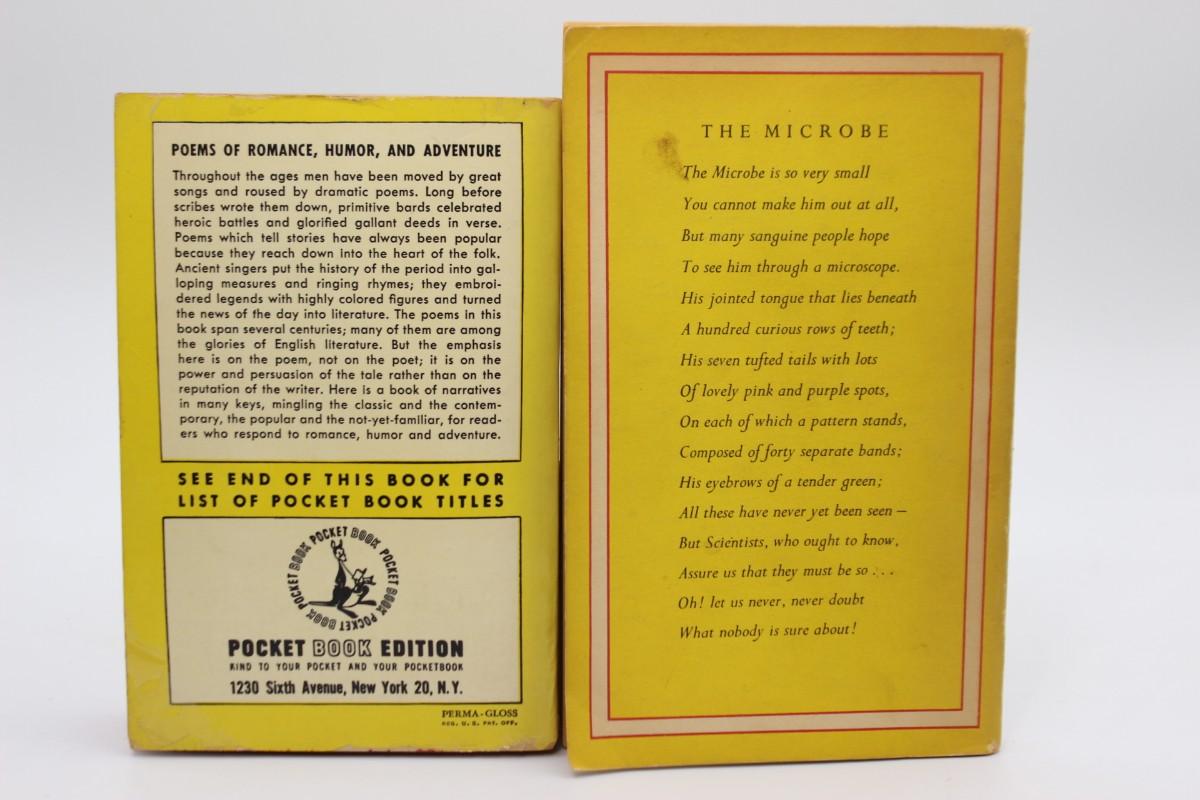 POEMS OF ROMANCE, HUMOR, AND ADVENTURE
Throughout the ages men have been moved by great
songs and roused by dramatic poems. Long before
scribes wrote them down, primitive bards celebrated
heroic battles and glorified gallant deeds in verse.
Poems which tell stories have always been popular
because they reach down into the heart of the folk.
Ancient singers put the history of the period into gal-
loping measures and ringing rhymes; they embroi-
dered legends with highly colored figures and turned
the news of the day into literature. The poems in this
book span several centuries; many of them are among
the glories of English literature. But the emphasis
here is on the poem, not on the poet; it is on the
power and persuasion of the tale rather than on the
reputation of the writer. Here is a book of narratives
in many keys, mingling the classic and the contem-
porary, the popular and the not-yet-familiar, for read-
ers who respond to romance, humor and adventure.
SEE END OF THIS BOOK FOR
LIST OF POCKET BOOK TITLES
POCKET BOOK POCKET BOOK POCKET BOOK POCKET BOOK
POCKET BOOK EDITION
KIND TO YOUR POCKET AND YOUR POCKETBOOK
1230 Sixth Avenue, New York 20, N.Y.
PERMA-GLOSS
REG. U. S. PAT. OFF.
THE MICROBE
The Microbe is so very small
You cannot make him out at all,
But many sanguine people hope
To see him through a microscope.
His jointed tongue that lies beneath
A hundred curious rows of teeth;
His seven tufted tails with lots
Of lovely pink and purple spots,
On each of which a pattern stands,
Composed of forty separate bands;
His eyebrows of a tender green;
All these have never yet been seen –
But Scientists, who ought to know,
Assure us that they must be so . . .
Oh! let us never, never doubt
What nobody is sure about!